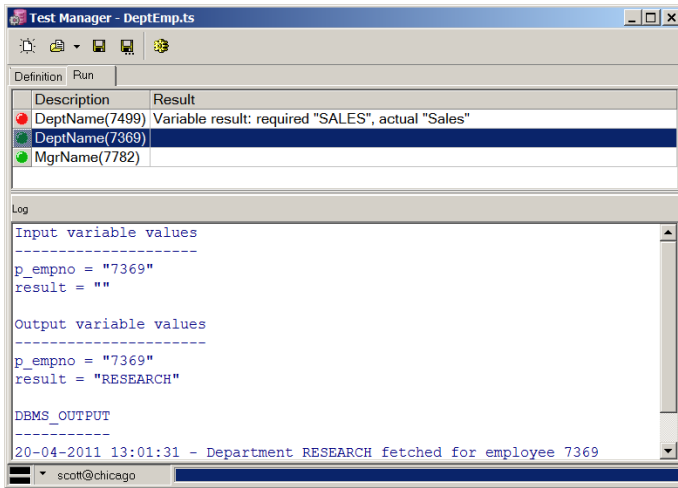 Test Manager - DeptEmp.ts
Definition Run
Description Result
DeptName(7499) Variable result: required "SALES", actual "Sales"
DeptName(7369)
MgrName(7782)
Log
Input variable values
---------------------
p_empno = "7369"
result = ""
Output variable values
----------------------
p_empno = "7369"
result = "RESEARCH"
DBMS_OUTPUT
-----------
20-04-2011 13:01:31 - Department RESEARCH fetched for employee 7369
scott@chicago